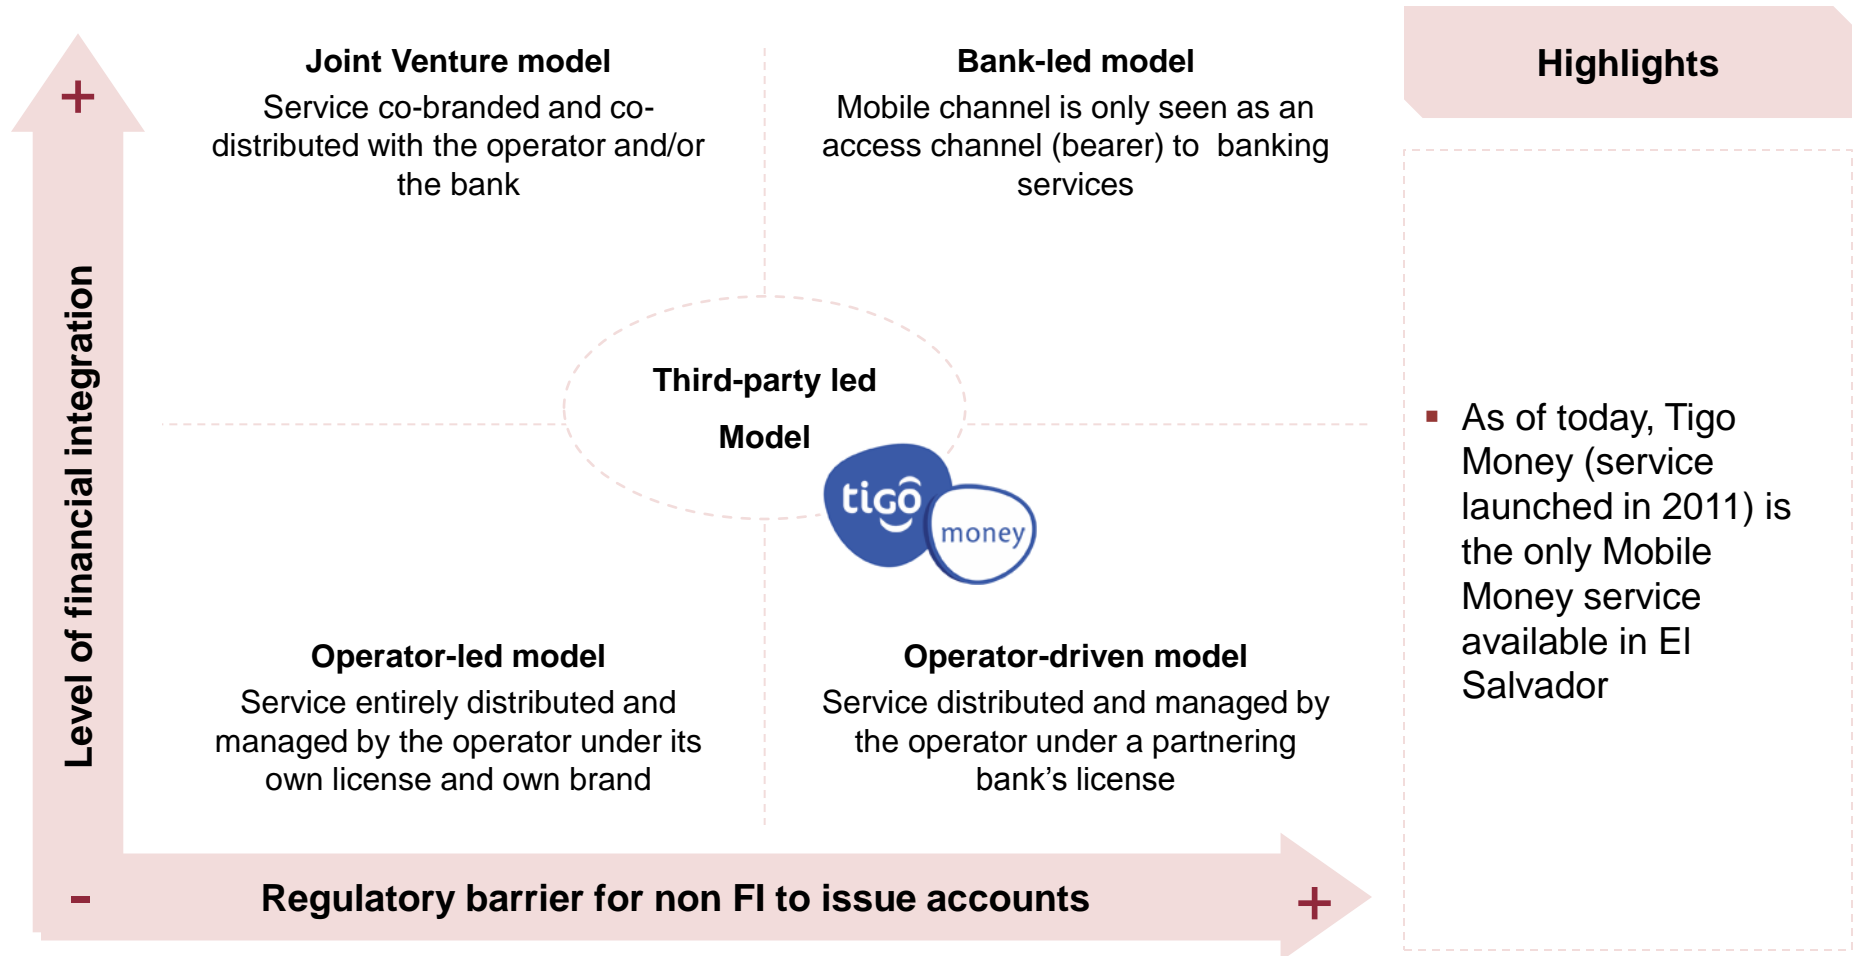 Joint Venture model
Service co-branded and co-
distributed with the operator and/or
the bank
Bank-led model
Mobile channel is only seen as an
access channel (bearer) to banking
services
Highlights
+
Level of financial integration
Third-party led
Model
tigô
money
Operator-led model
Service entirely distributed and
managed by the operator under its
own license and own brand
Operator-driven model
Service distributed and managed by
the operator under a partnering
bank's license
▪ As of today, Tigo
Money (service
launched in 2011) is
the only Mobile
Money service
available in El
Salvador
-
Regulatory barrier for non FI to issue accounts
+